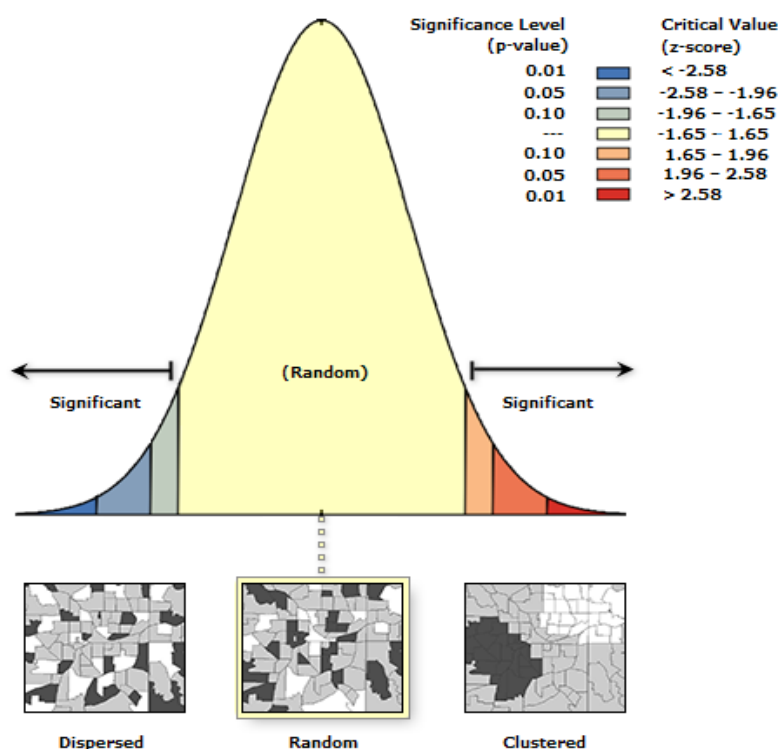 Significance Level Critical Value
(p-value) (z-score)
0.01 < -2.58
0.05 -2.58 – -1.96
0.10 -1.96 – -1.65
--- -1.65 – 1.65
0.10 1.65 – 1.96
0.05 1.96 – 2.58
0.01 > 2.58
(Random)
Significant Significant
Dispersed Random Clustered